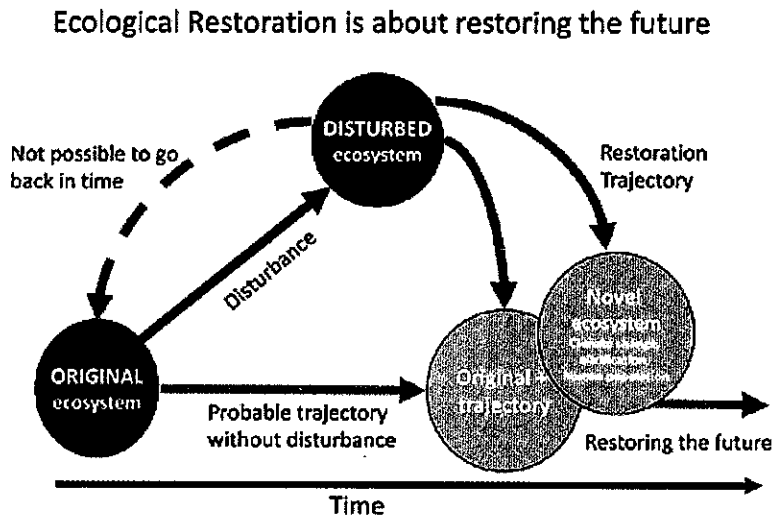 Ecological Restoration is about restoring the future
DISTURBED
ecosystem
Not possible to go
back in time
Restoration
Trajectory
Disturbance
Novel
ecosystem
ORIGINAL
ecosystem
Original +
trajectory
Probable trajectory
without disturbance
Restoring the future
Time